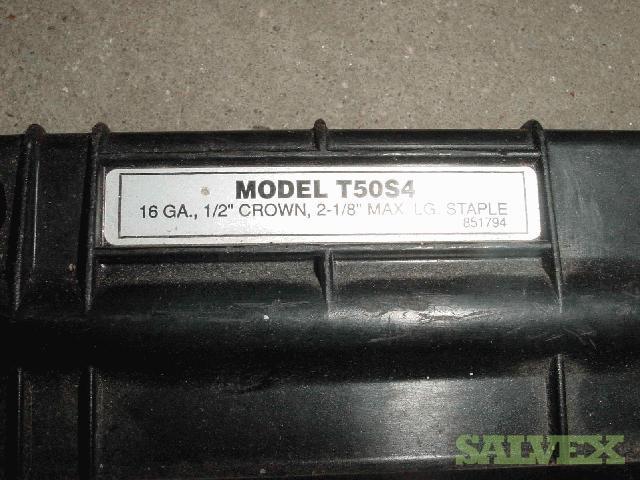 MODEL T50S4
16 GA., 1/2" CROWN, 2-1/8" MAX. LG. STAPLE
851794
SALVEX